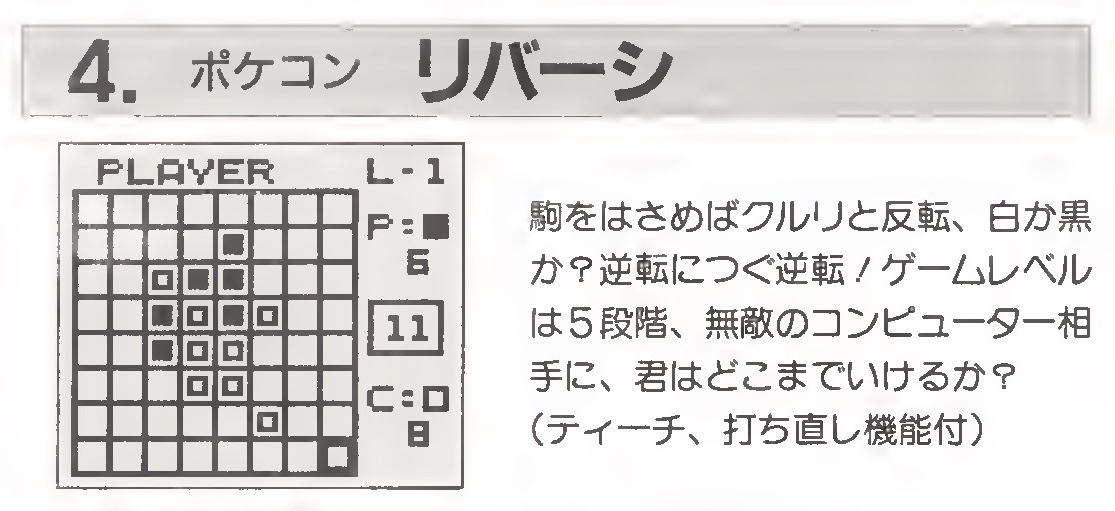 4. ポケコン リバーシ
PLAYER L-1
P:■
6
11
C:□
8
駒をはさめばクルリと反転、白か黒
か?逆転につぐ逆転!ゲームレベル
は5段階、無敵のコンピューター相
手に、君はどこまでいけるか?
(ティーチ、打ち直し機能付)